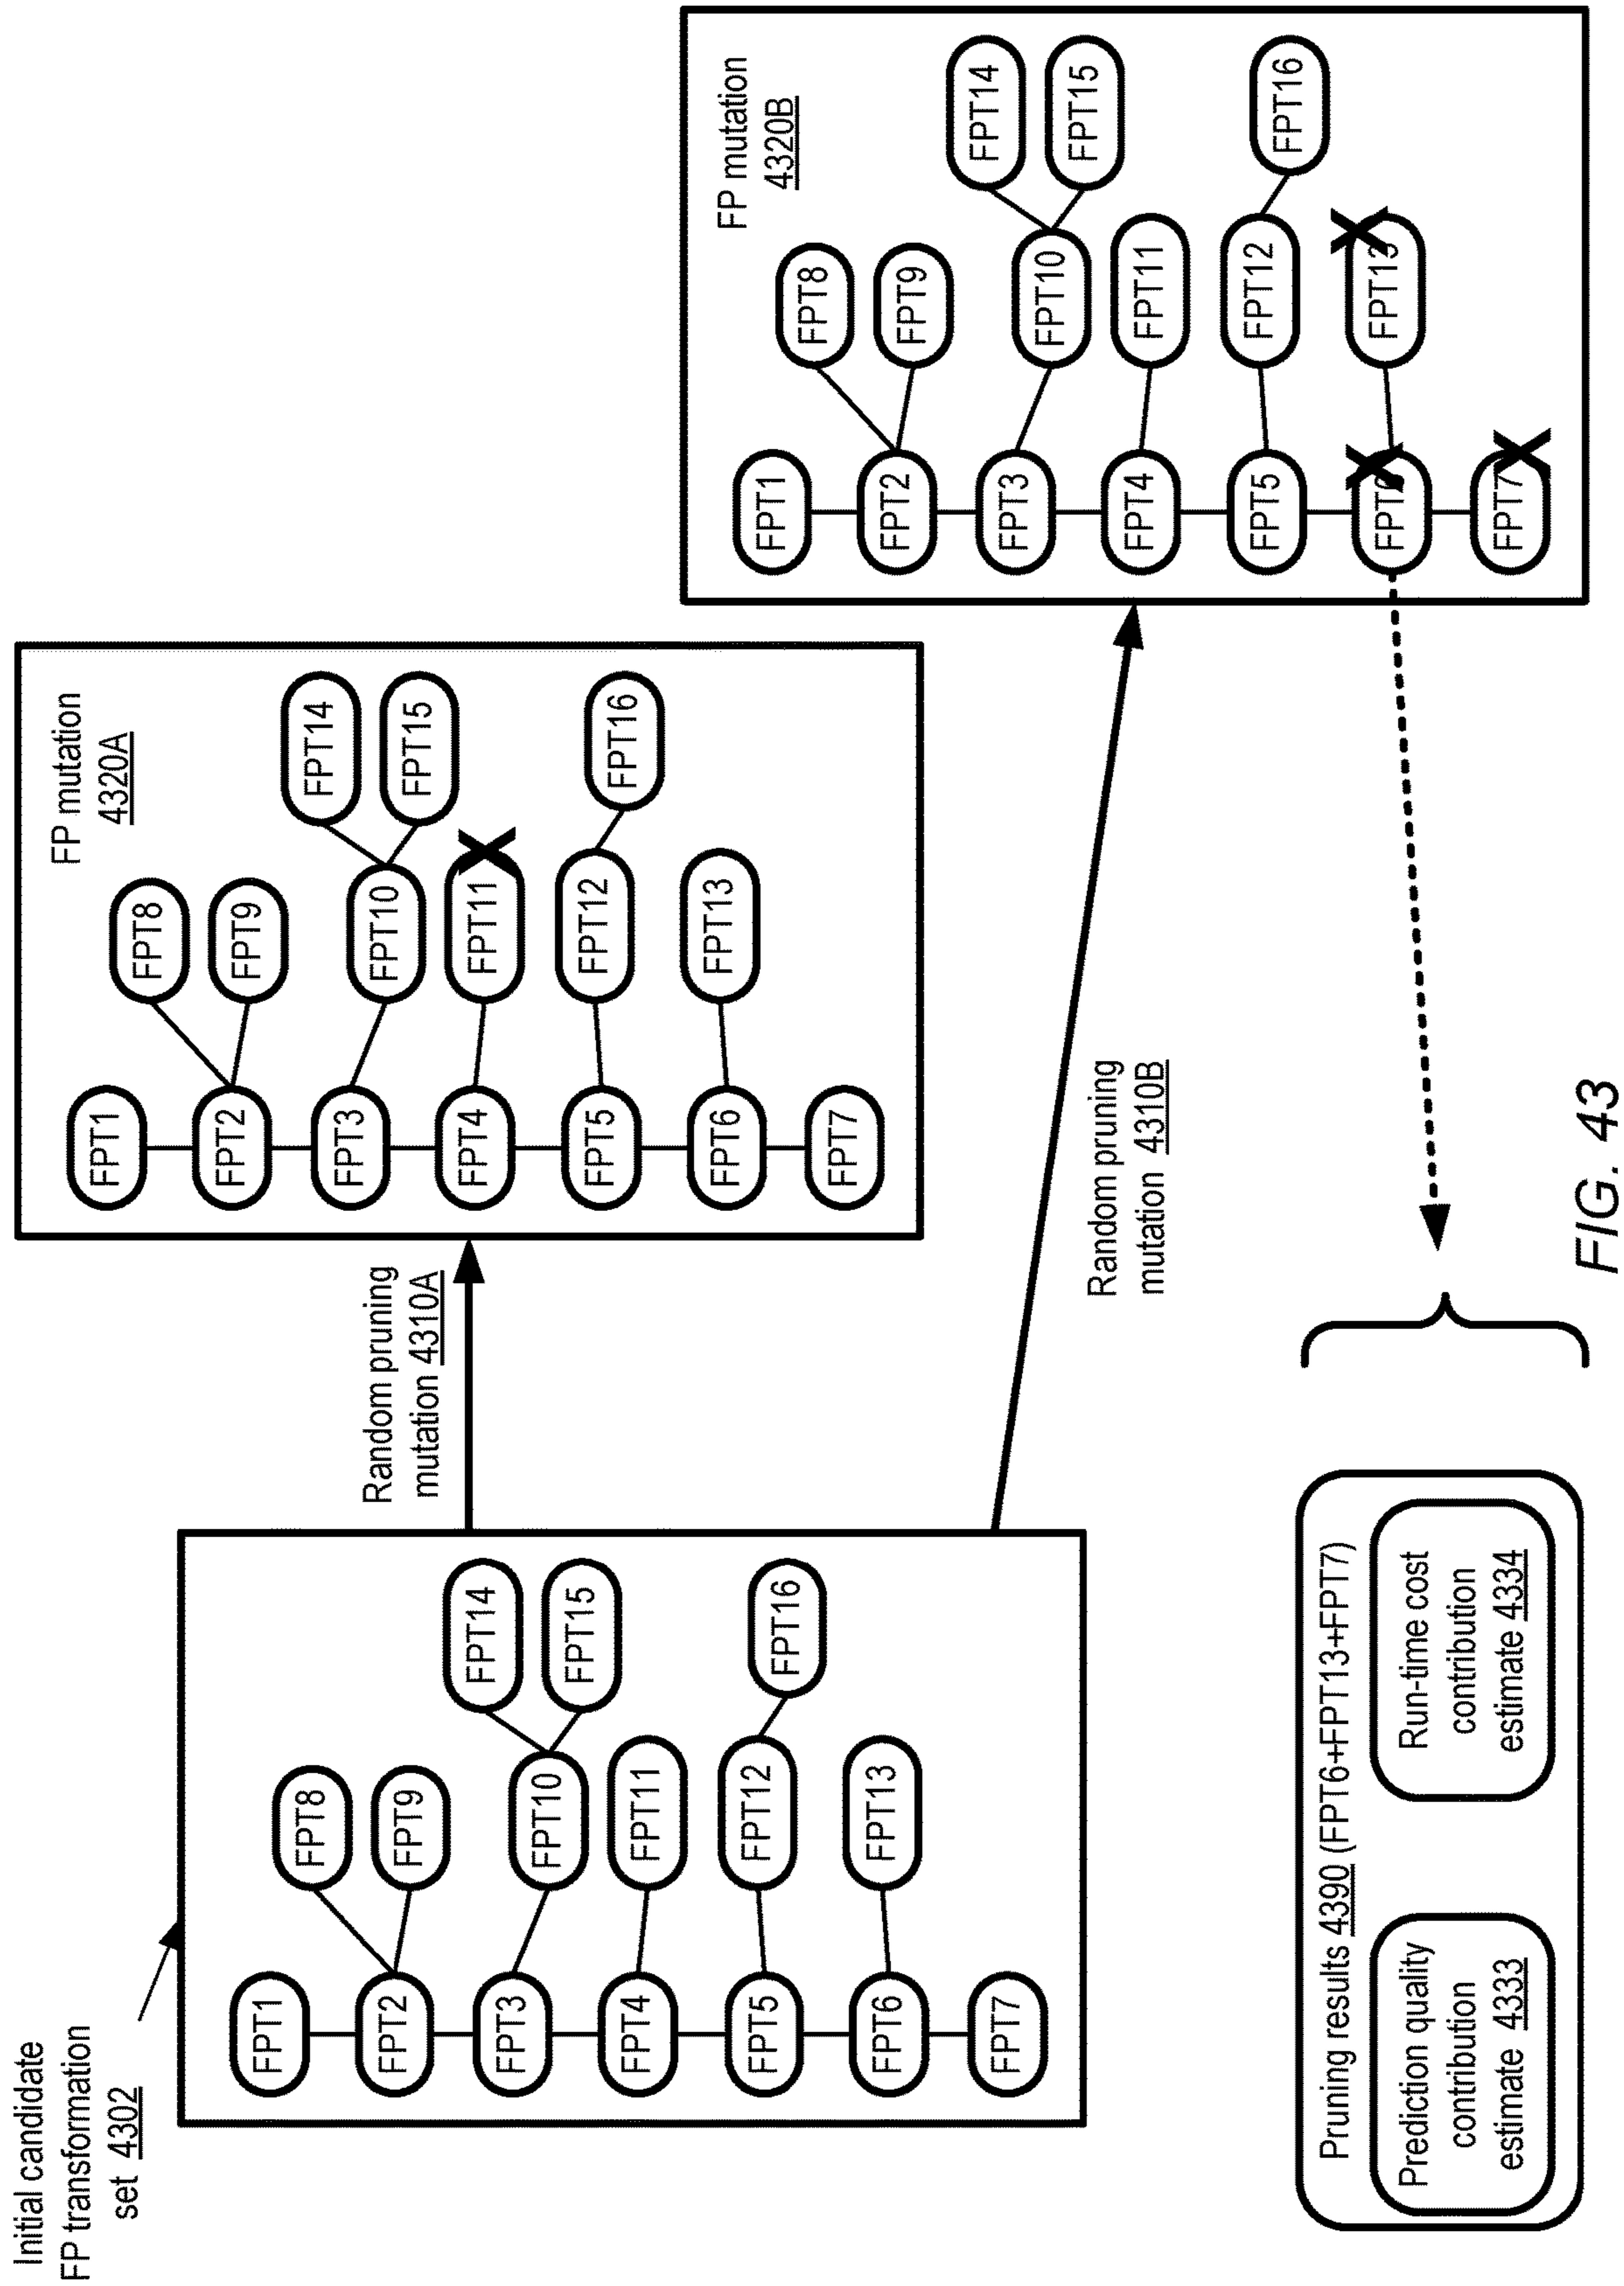 Initial candidate
FP transformation
set 4302
FPT1
FPT2
FPT3
FPT4
FPT5
FPT6
FPT7
FPT8
FPT9
FPT10
FPT11
FPT12
FPT13
FPT14
FPT15
FPT16
Random pruning
mutation 4310A
FP mutation
4320A
FPT1
FPT2
FPT3
FPT4
FPT5
FPT6
FPT7
FPT8
FPT9
FPT10
FPT11
FPT12
FPT13
FPT14
FPT15
FPT16
Random pruning
mutation 4310B
FP mutation
4320B
FPT1
FPT2
FPT3
FPT4
FPT5
FPT6
FPT7
FPT8
FPT9
FPT10
FPT11
FPT12
FPT13
FPT14
FPT15
FPT16
Pruning results 4390 (FPT6+FPT13+FPT7)
Prediction quality
contribution
estimate 4333
Run-time cost
contribution
estimate 4334
FIG. 43